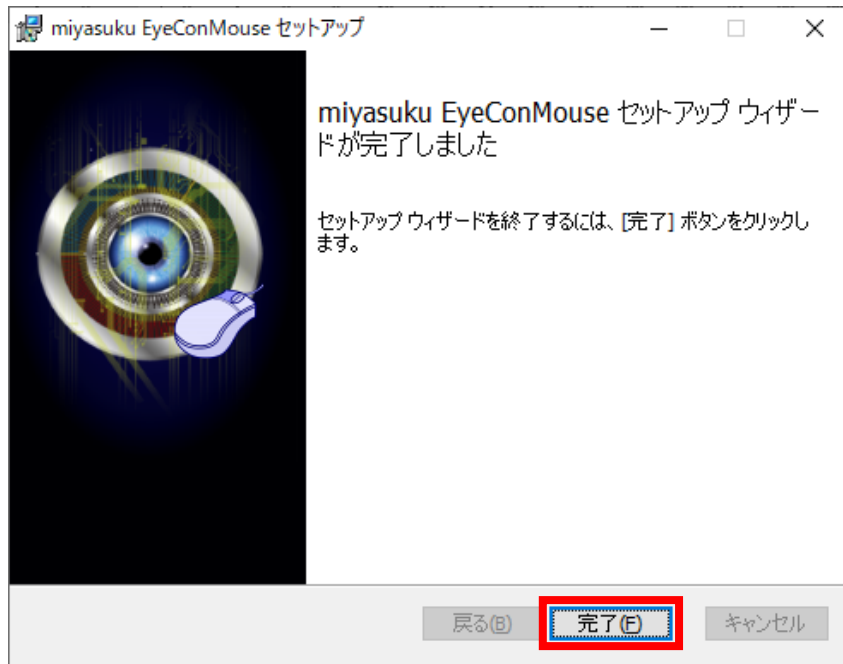 miyasuku EyeConMouse セットアップ
miyasuku EyeConMouse セットアップ ウィザー
ドが完了しました
セットアップ ウィザードを終了するには、[完了] ボタンをクリックし
ます。
戻る(B) 完了(F) キャンセル